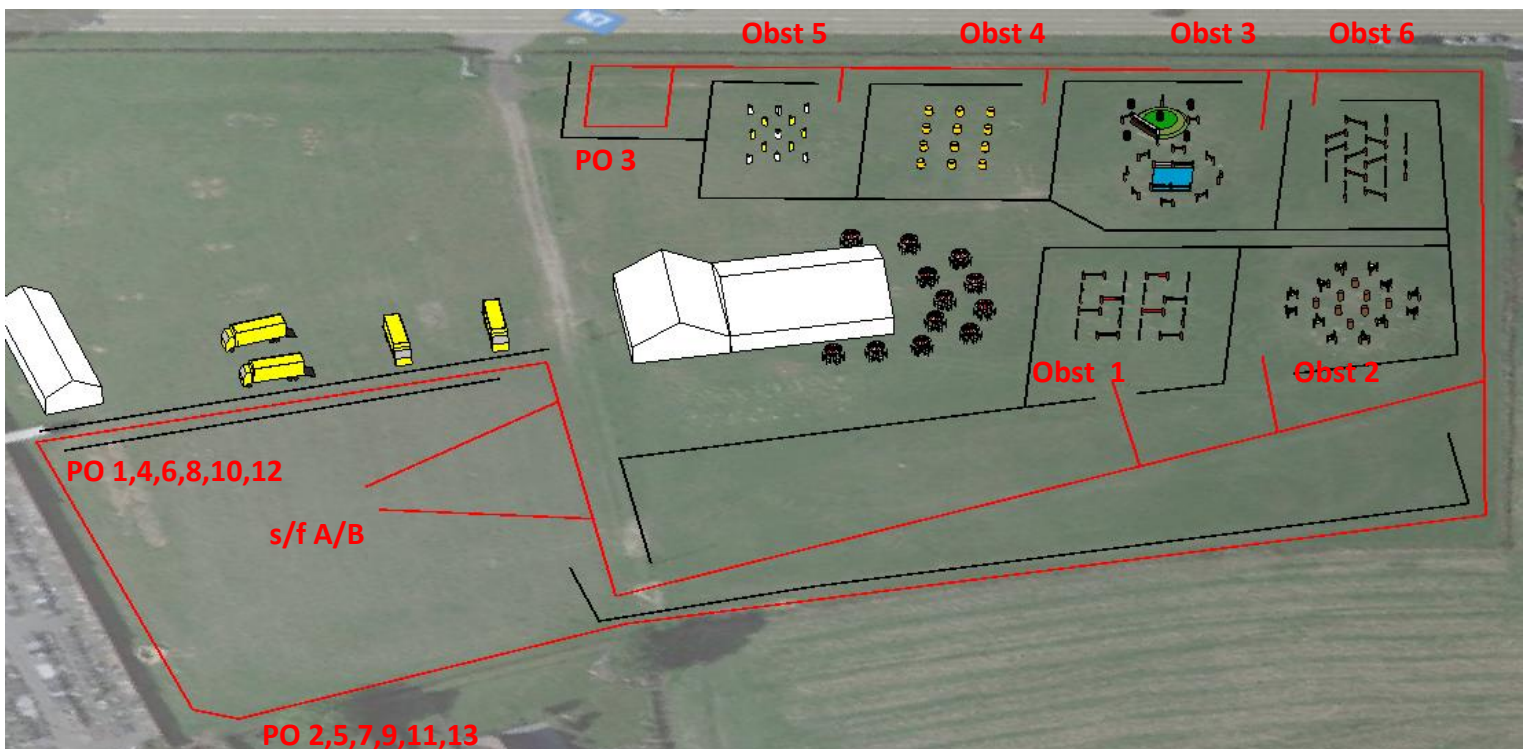 Obst 5
Obst 4
Obst 3
Obst 6
PO 3
Obst 1
Obst 2
PO 1,4,6,8,10,12
s/f A/B
PO 2,5,7,9,11,13